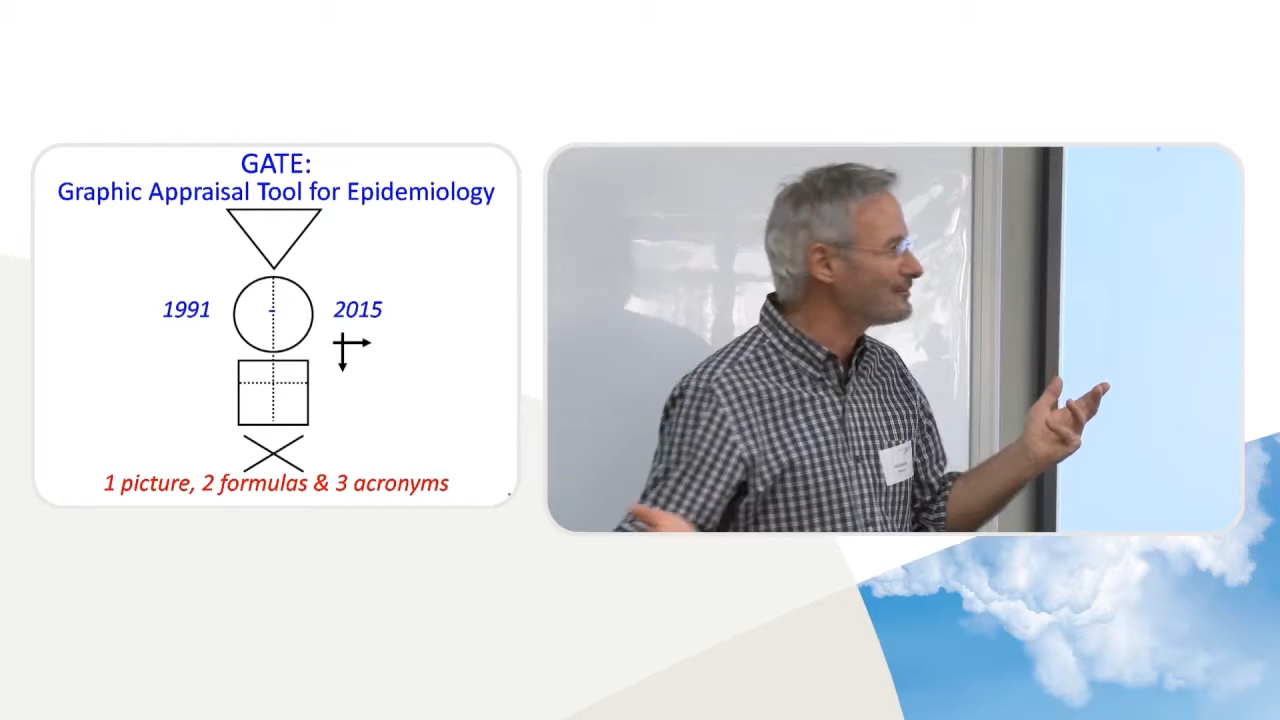 GATE:
Graphic Appraisal Tool for Epidemiology
1991 - 2015
1 picture, 2 formulas & 3 acronyms